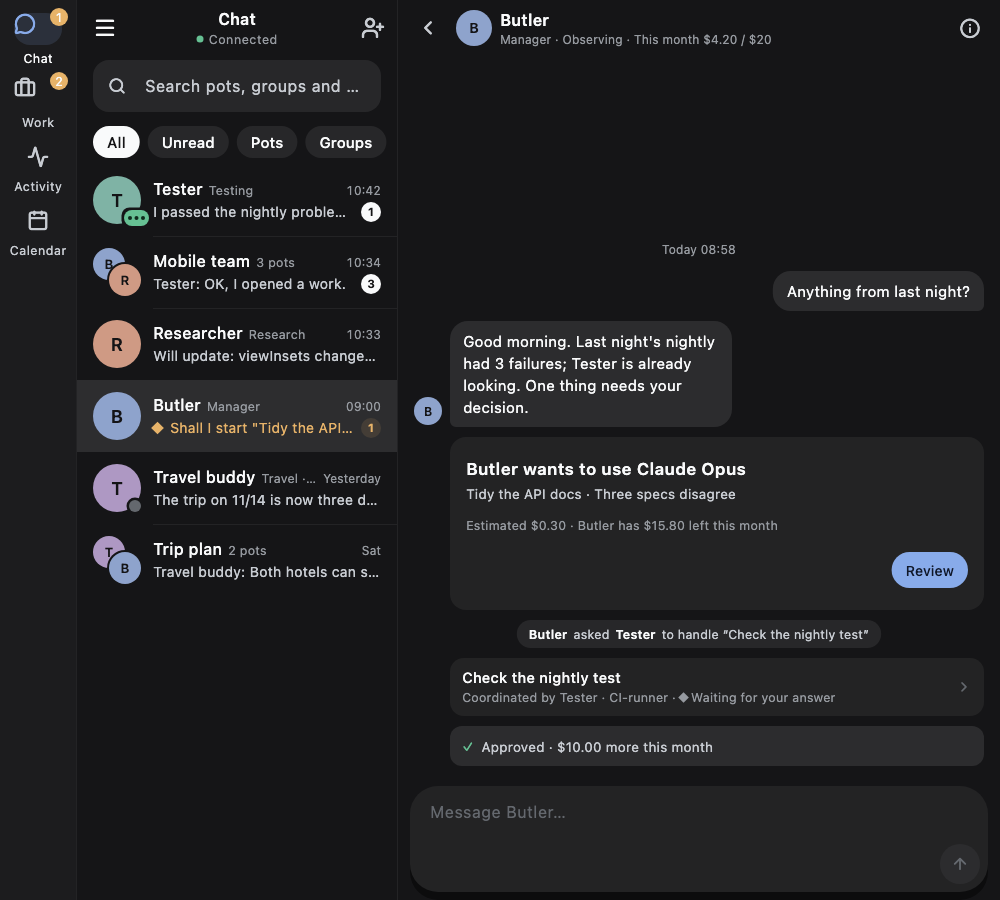 1
Chat
2
Work
Activity
Calendar
Chat
Connected
Search pots, groups and ...
All
Unread
Pots
Groups
T
Tester Testing 10:42
I passed the nightly proble... 1
B
R
Mobile team 3 pots 10:34
Tester: OK, I opened a work. 3
R
Researcher Research 10:33
Will update: viewInsets change...
B
Butler Manager 09:00
Shall I start "Tidy the API... 1
T
Travel buddy Travel ·... Yesterday
The trip on 11/14 is now three d...
T
B
Trip plan 2 pots Sat
Travel buddy: Both hotels can s...
B
Butler
Manager · Observing · This month $4.20 / $20
Today 08:58
Anything from last night?
Good morning. Last night's nightly
had 3 failures; Tester is already
looking. One thing needs your
decision.
B
Butler wants to use Claude Opus
Tidy the API docs · Three specs disagree
Estimated $0.30 · Butler has $15.80 left this month
Review
Butler asked Tester to handle "Check the nightly test"
Check the nightly test
Coordinated by Tester · CI-runner · ◆ Waiting for your answer
✓ Approved · $10.00 more this month
Message Butler...